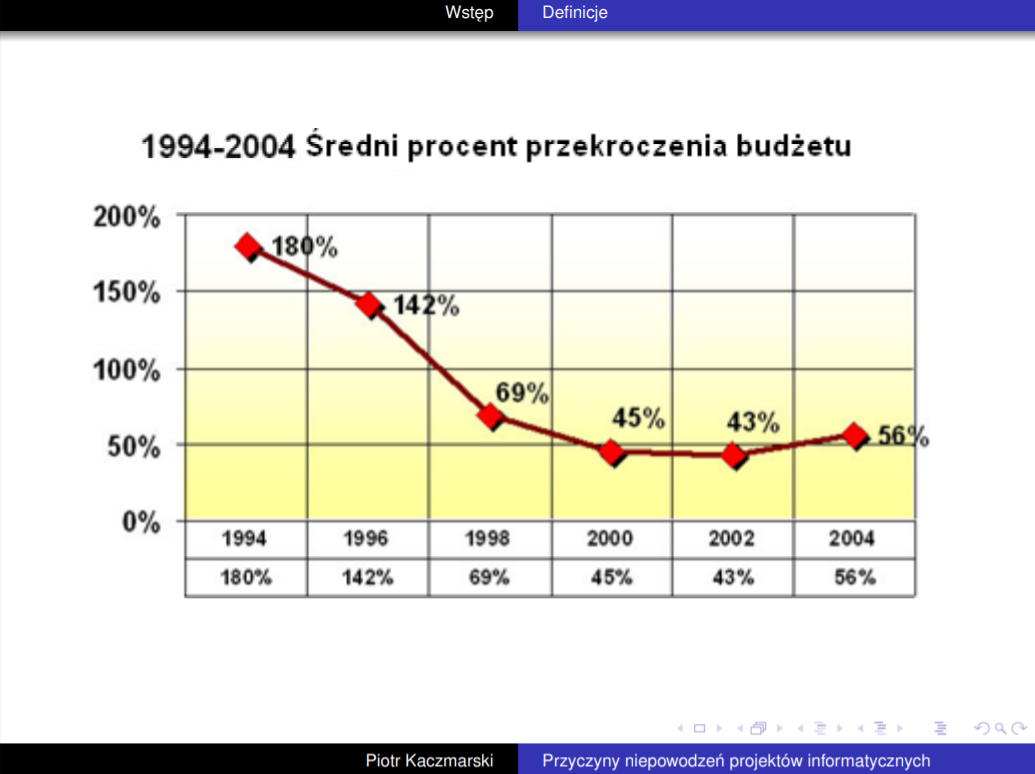 Wstęp Definicje
1994-2004 Średni procent przekroczenia budżetu
200%
180%
150%
142%
100%
69%
45%
43%
50%
56%
0%
1994 1996 1998 2000 2002 2004
180% 142% 69% 45% 43% 56%
Piotr Kaczmarski Przyczyny niepowodzeń projektów informatycznych